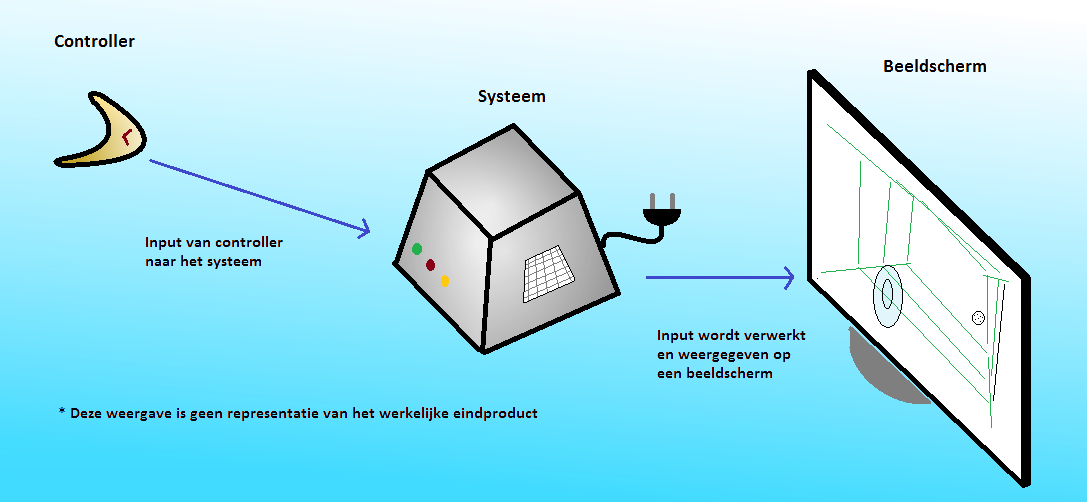 Controller
Systeem
Beeldscherm
Input van controller
naar het systeem
Input wordt verwerkt
en weergegeven op
een beeldscherm
* Deze weergave is geen representatie van het werkelijke eindproduct